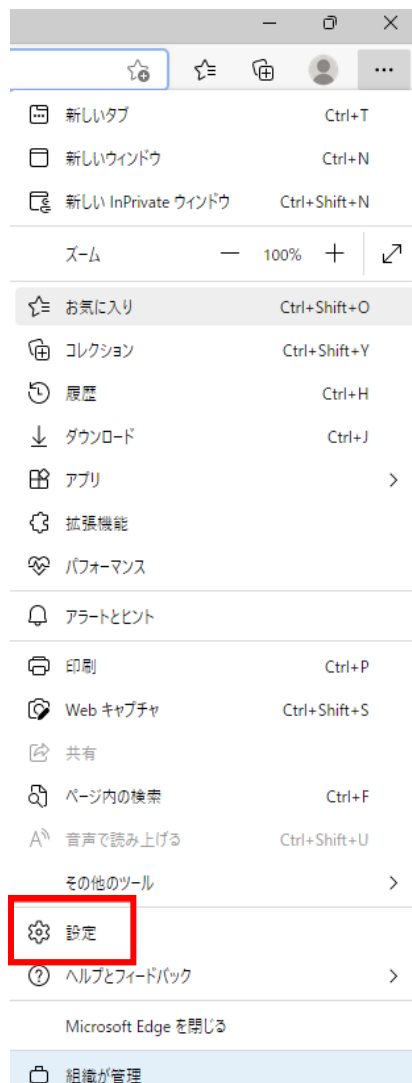 新しいタブ Ctrl+T
新しいウィンドウ Ctrl+N
新しい InPrivate ウィンドウ Ctrl+Shift+N
ズーム 100%
お気に入り Ctrl+Shift+O
コレクション Ctrl+Shift+Y
履歴 Ctrl+H
ダウンロード Ctrl+J
アプリ
拡張機能
パフォーマンス
アラートとヒント
印刷 Ctrl+P
Web キャプチャ Ctrl+Shift+S
共有
ページ内の検索 Ctrl+F
音声で読み上げる Ctrl+Shift+U
その他のツール
設定
ヘルプとフィードバック
Microsoft Edge を閉じる
組織が管理